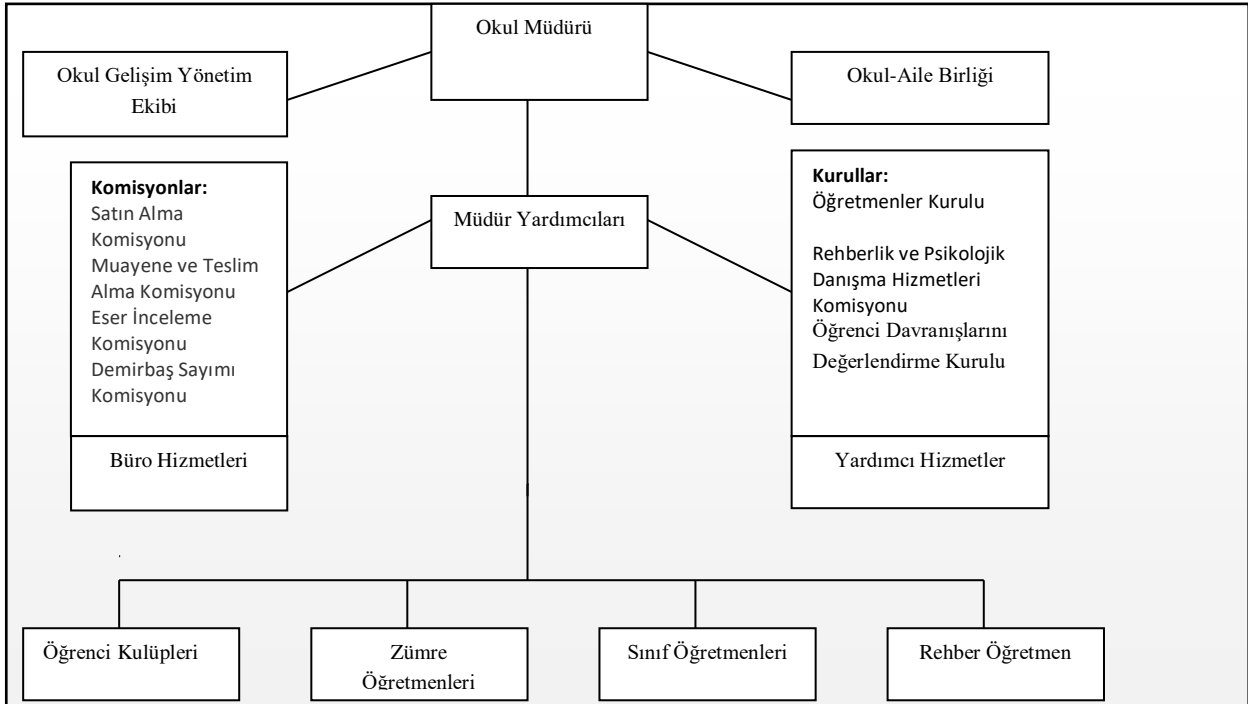 Okul Müdürü
Okul Gelişim Yönetim
Ekibi
Okul-Aile Birliği
Komisyonlar:
Satın Alma
Komisyonu
Muayene ve Teslim
Alma Komisyonu
Eser İnceleme
Komisyonu
Demirbaş Sayımı
Komisyonu
Müdür Yardımcıları
Kurullar:
Öğretmenler Kurulu
Rehberlik ve Psikolojik
Danışma Hizmetleri
Komisyonu
Öğrenci Davranışlarını
Değerlendirme Kurulu
Büro Hizmetleri
Yardımcı Hizmetler
Öğrenci Kulüpleri
Zümre
Öğretmenleri
Sınıf Öğretmenleri
Rehber Öğretmen